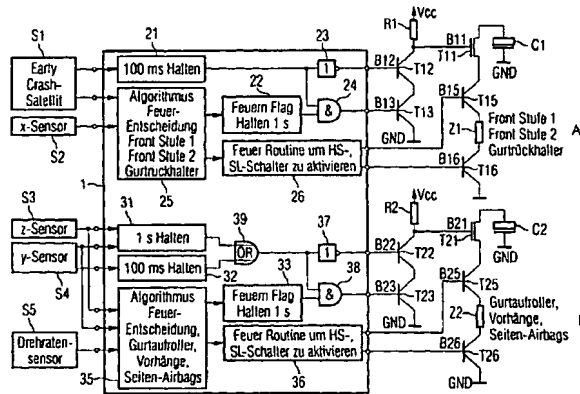 S1
21
23
R1
Vcc
B11
C1
Early
Crash-
Satellit
100 ms Halten
1
B12
T12
T11
GND
22
24
B15
x-Sensor
S2
Algorithmus
Feuer-
Entscheidung
Front Stufe 1
Front Stufe 2
Gurtrückhalter
25
Feuern Flag
Halten 1 s
&
B13
T13
GND
T15
Z1
Front Stufe 1
Front Stufe 2
Gurtrückhalter
A
Feuer Routine um HS-,
SL-Schalter zu aktivieren
26
B16
T16
1
S3
31
39
37
R2
Vcc
B21
C2
z-Sensor
y-Sensor
S4
1 s Halten
OR
1
B22
T22
T21
GND
100 ms Halten
32
33
38
B25
S5
Drehraten-
sensor
Algorithmus
Feuer-
Entscheidung,
Gurtaufroller,
Vorhänge,
Seiten-Airbags
35
Feuern Flag
Halten 1 s
&
B23
T23
GND
T25
Z2
Gurtaufroller,
Vorhänge,
Seiten-Airbags
Feuer Routine um HS-,
SL-Schalter zu aktivieren
36
B26
T26
GND